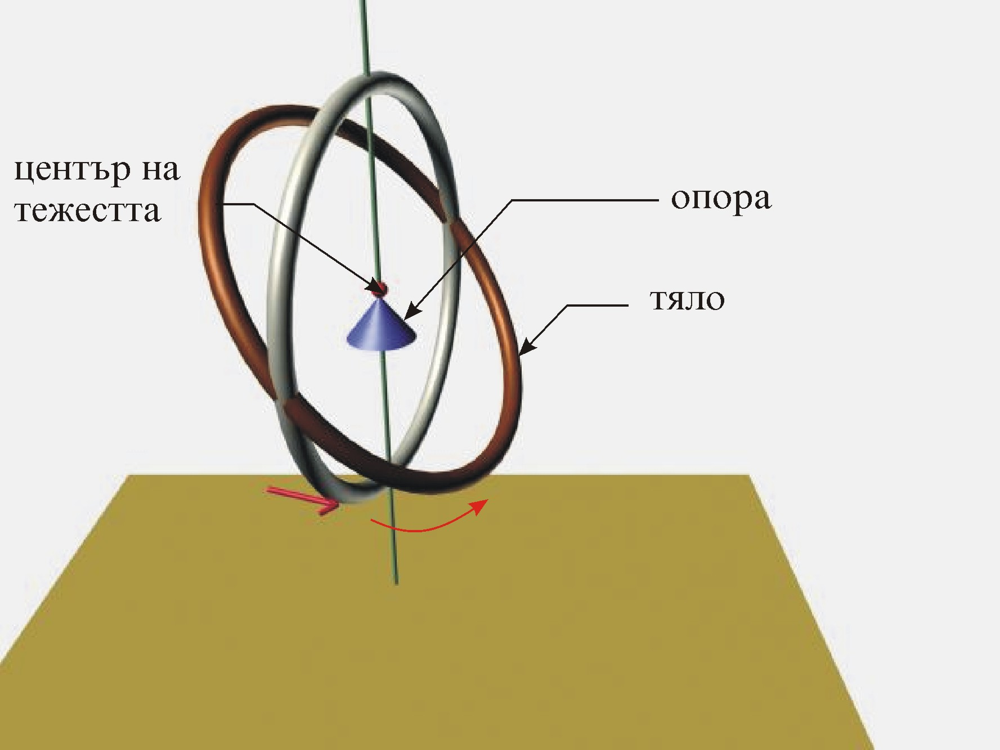 център на
тежестта
опора
тяло